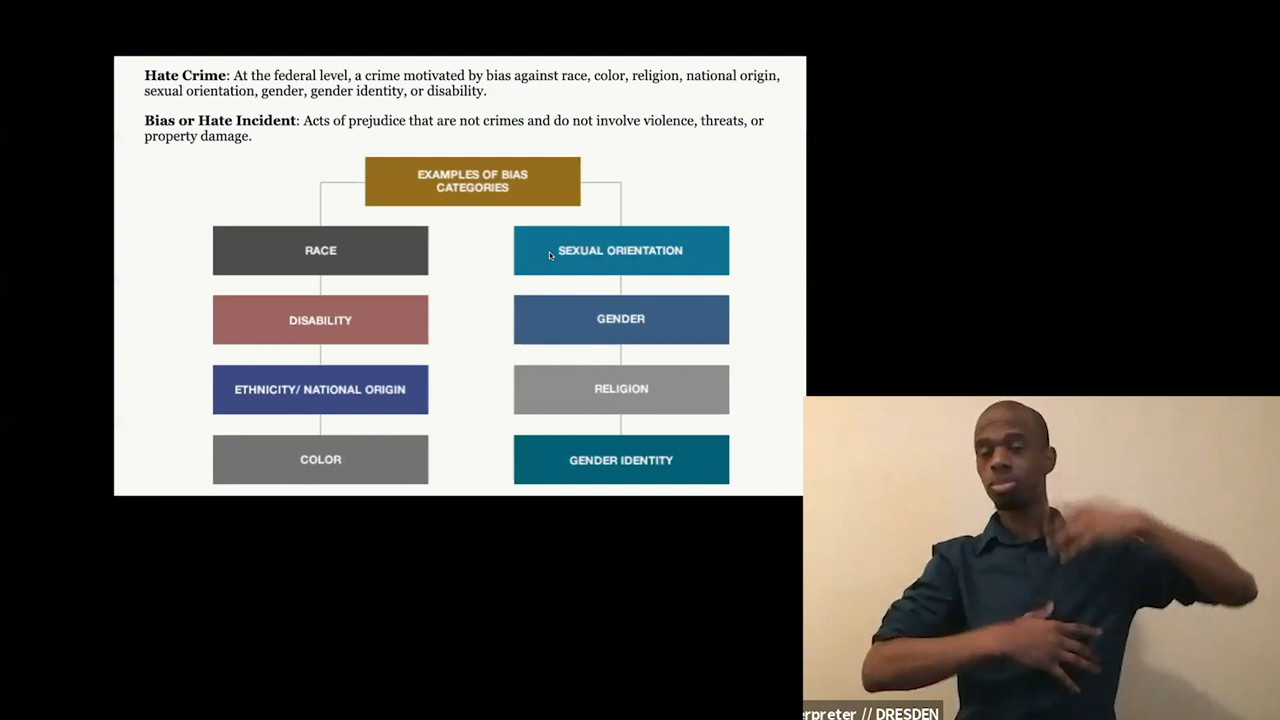 Hate Crime: At the federal level, a crime motivated by bias against race, color, religion, national origin,
sexual orientation, gender, gender identity, or disability.
Bias or Hate Incident: Acts of prejudice that are not crimes and do not involve violence, threats, or
property damage.
EXAMPLES OF BIAS
CATEGORIES
RACE
SEXUAL ORIENTATION
DISABILITY
GENDER
ETHNICITY/ NATIONAL ORIGIN
RELIGION
COLOR
GENDER IDENTITY
erpreter // DRESDEN